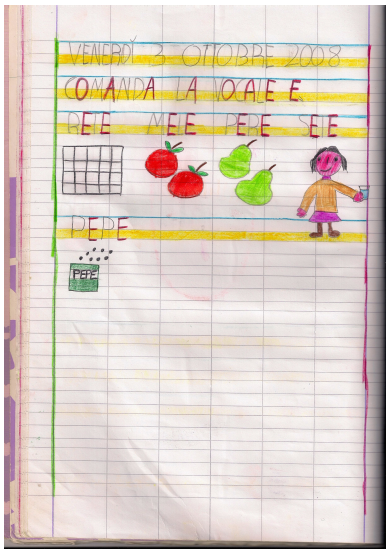 VENERDÌ 3 OTTOBRE 2008
COMANDA LA VOCALE E
RETE MELE PERE SETE
PEPE
PEPE